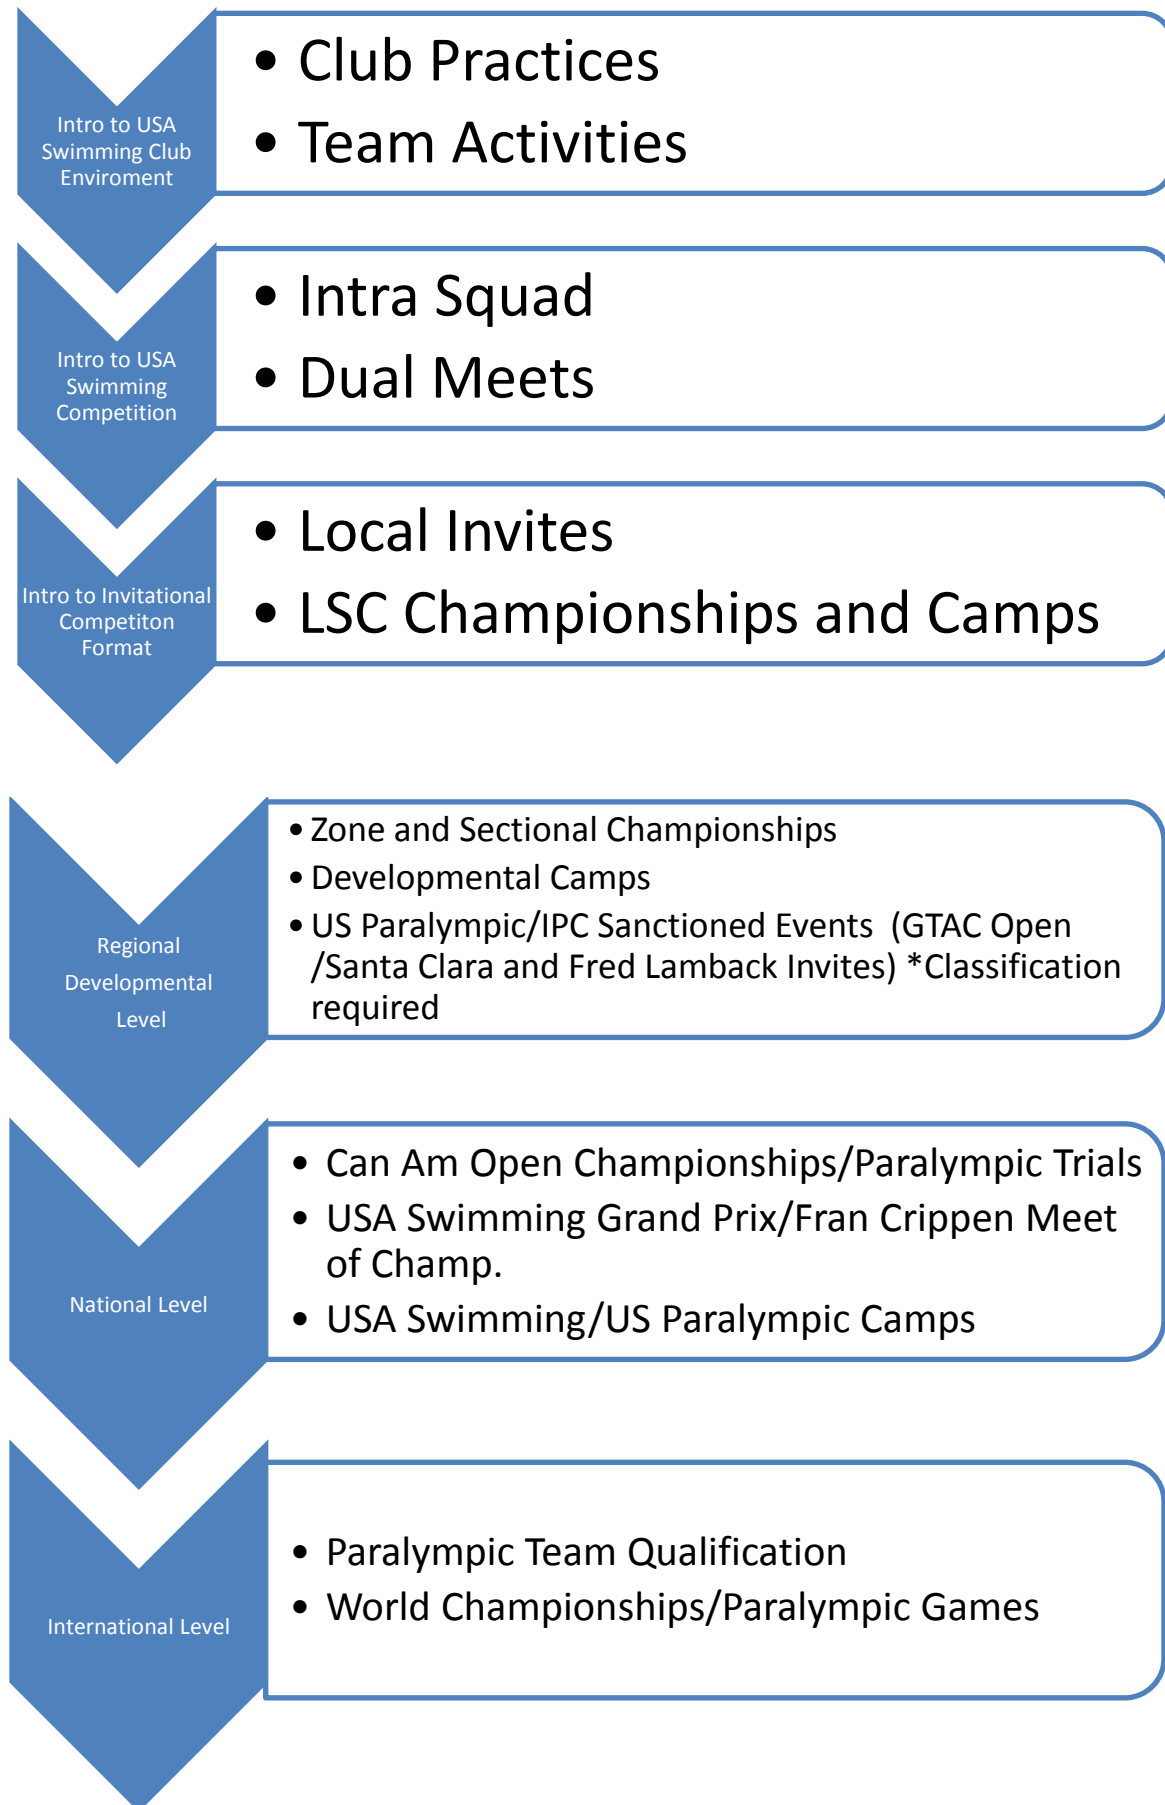 Intro to USA
Swimming Club
Enviroment
• Club Practices
• Team Activities
Intro to USA
Swimming
Competition
• Intra Squad
• Dual Meets
Intro to Invitational
Competiton
Format
• Local Invites
• LSC Championships and Camps
Regional
Developmental
Level
• Zone and Sectional Championships
• Developmental Camps
• US Paralympic/IPC Sanctioned Events (GTAC Open
/Santa Clara and Fred Lamback Invites) *Classification
required
National Level
• Can Am Open Championships/Paralympic Trials
• USA Swimming Grand Prix/Fran Crippen Meet
of Champ.
• USA Swimming/US Paralympic Camps
International Level
• Paralympic Team Qualification
• World Championships/Paralympic Games